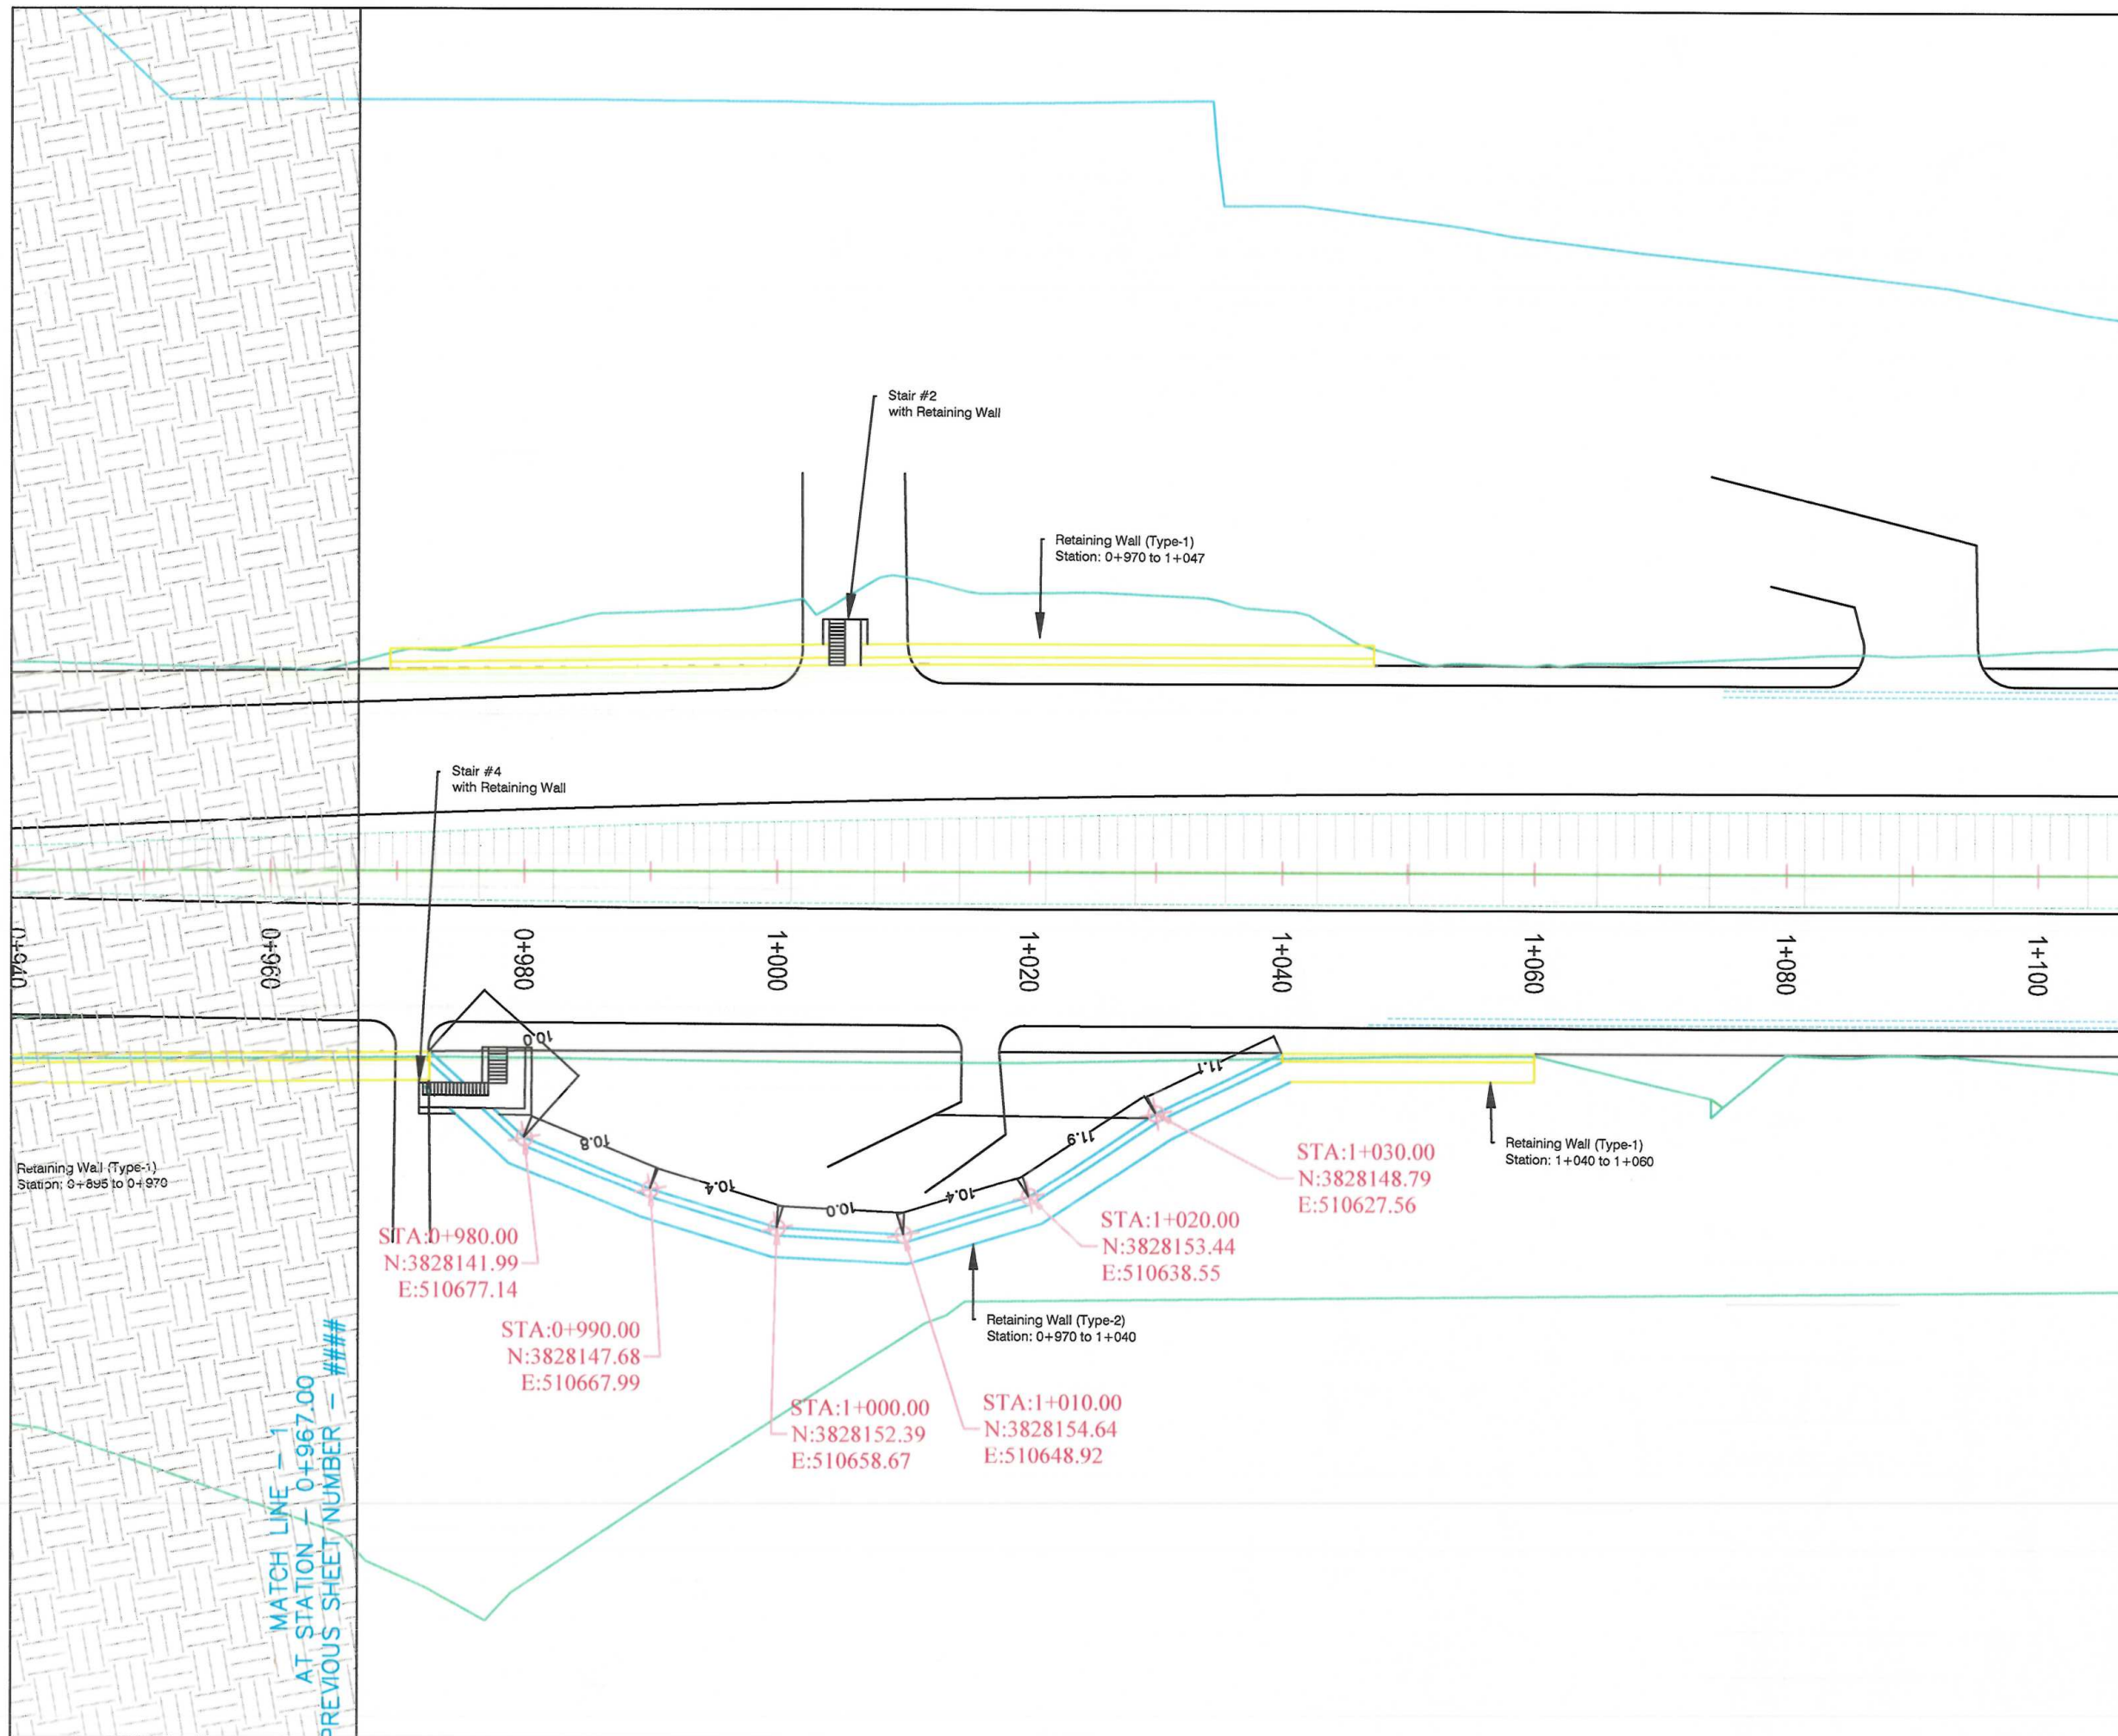 Stair #2
with Retaining Wall
Retaining Wall (Type-1)
Station: 0+970 to 1+047
Stair #4
with Retaining Wall
0+940
0+960
0+980
1+000
1+020
1+040
1+060
1+080
1+100
10.0
10.8
10.4
10.0
10.4
11.9
11.1
Retaining Wall (Type-1)
Station: 0+895 to 0+970
Retaining Wall (Type-1)
Station: 1+040 to 1+060
STA:1+030.00
N:3828148.79
E:510627.56
STA:1+020.00
N:3828153.44
E:510638.55
STA:0+980.00
N:3828141.99
E:510677.14
Retaining Wall (Type-2)
Station: 0+970 to 1+040
STA:0+990.00
N:3828147.68
E:510667.99
STA:1+000.00
N:3828152.39
E:510658.67
STA:1+010.00
N:3828154.64
E:510648.92
MATCH LINE - 1
AT STATION - 0+967.00
PREVIOUS SHEET NUMBER - ####